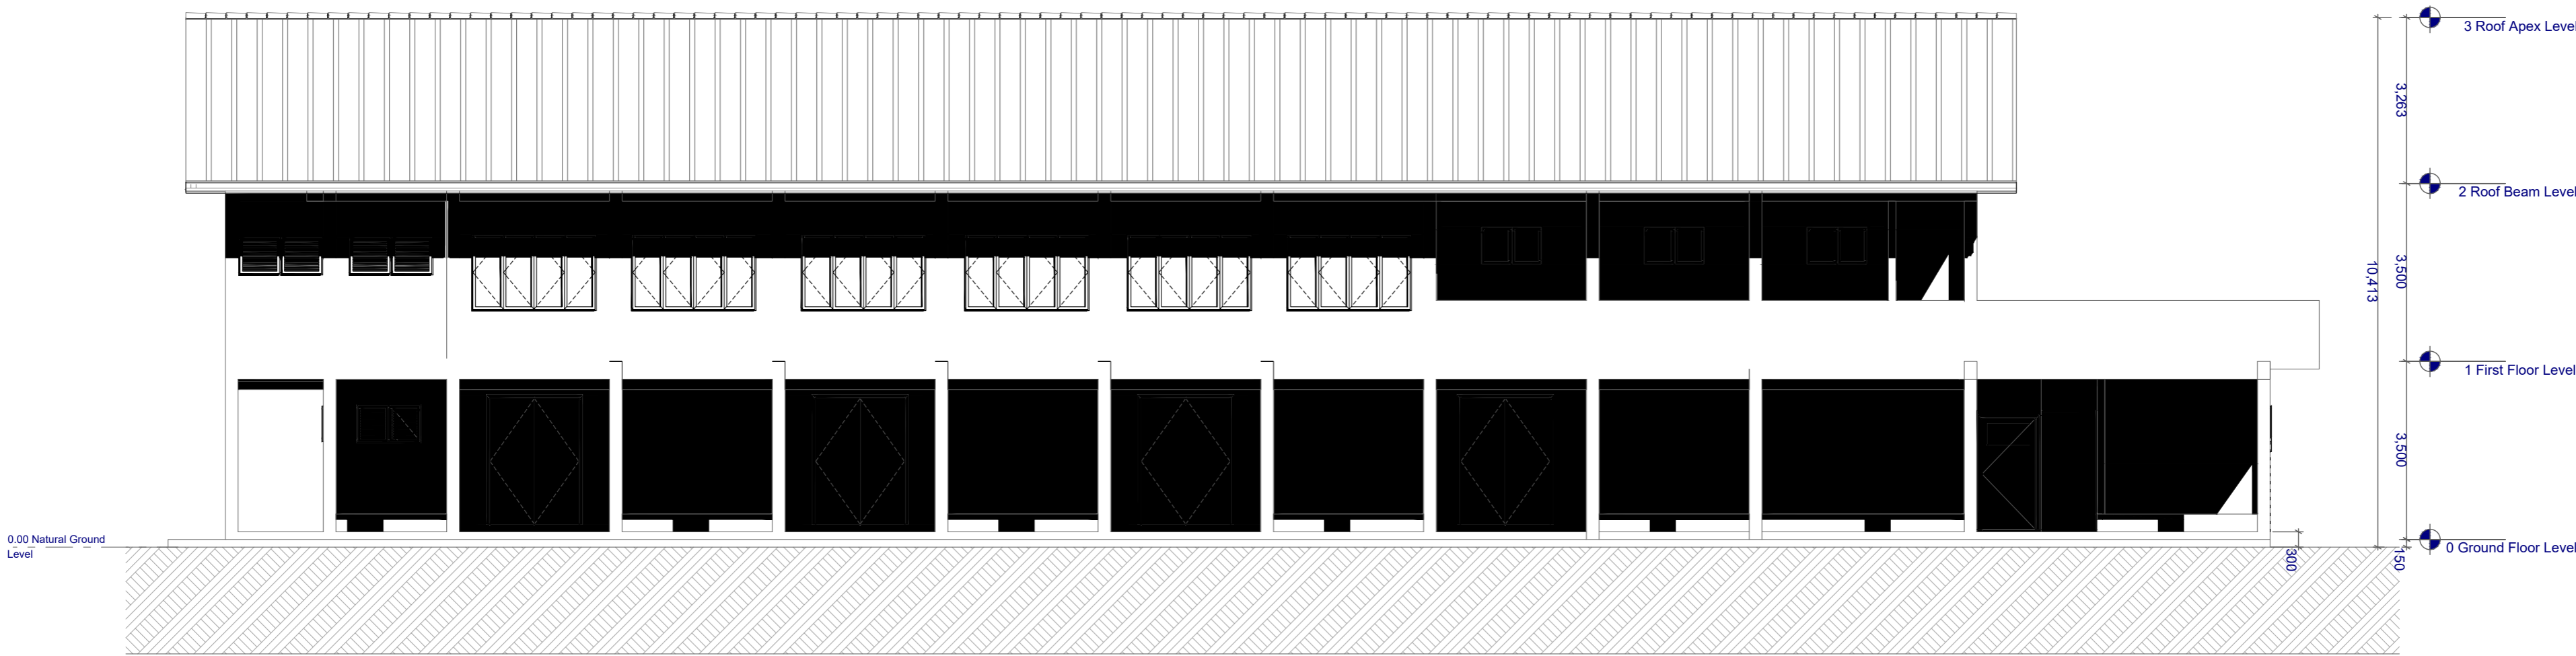 3 Roof Apex Level
3,263
2 Roof Beam Level
3,500
10,413
1 First Floor Level
3,500
0.00 Natural Ground
Level
0 Ground Floor Level
300
150